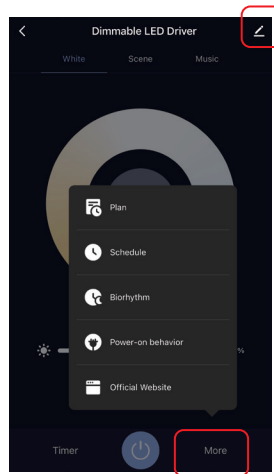 Dimmable LED Driver
White Scene Music
Plan
Schedule
Biorhythm
Power-on behavior
%
Official Website
Timer More